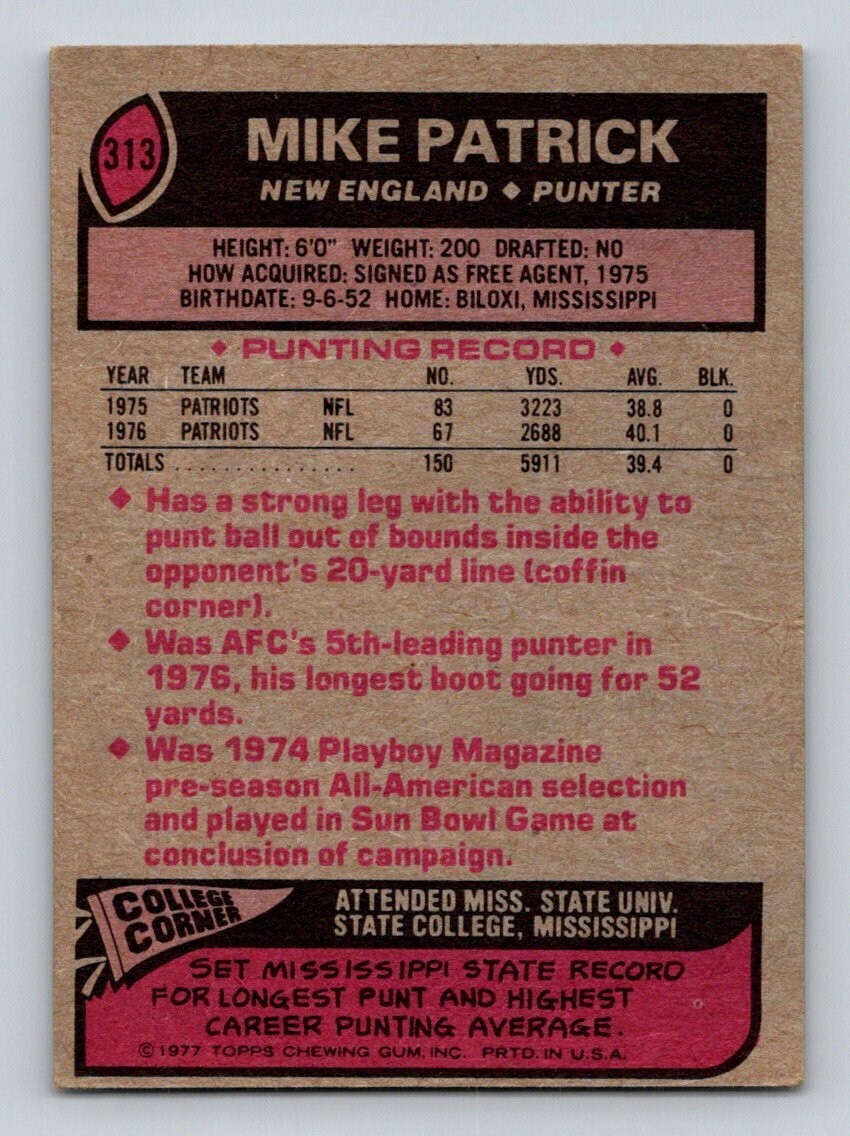 313
MIKE PATRICK
NEW ENGLAND ◆ PUNTER
HEIGHT: 6'0" WEIGHT: 200 DRAFTED: NO
HOW ACQUIRED: SIGNED AS FREE AGENT, 1975
BIRTHDATE: 9-6-52 HOME: BILOXI, MISSISSIPPI
◆ PUNTING RECORD ◆
YEAR TEAM NO. YDS. AVG. BLK.
1975 PATRIOTS NFL 83 3223 38.8 0
1976 PATRIOTS NFL 67 2688 40.1 0
TOTALS . . . . . . . . . . . . . . . 150 5911 39.4 0
◆ Has a strong leg with the ability to
punt ball out of bounds inside the
opponent's 20-yard line (coffin
corner).
◆ Was AFC's 5th-leading punter in
1976, his longest boot going for 52
yards.
◆ Was 1974 Playboy Magazine
pre-season All-American selection
and played in Sun Bowl Game at
conclusion of campaign.
COLLEGE
CORNER
ATTENDED MISS. STATE UNIV.
STATE COLLEGE, MISSISSIPPI
SET MISSISSIPPI STATE RECORD
FOR LONGEST PUNT AND HIGHEST
CAREER PUNTING AVERAGE.
©1977 TOPPS CHEWING GUM, INC. PRTD. IN U.S.A.